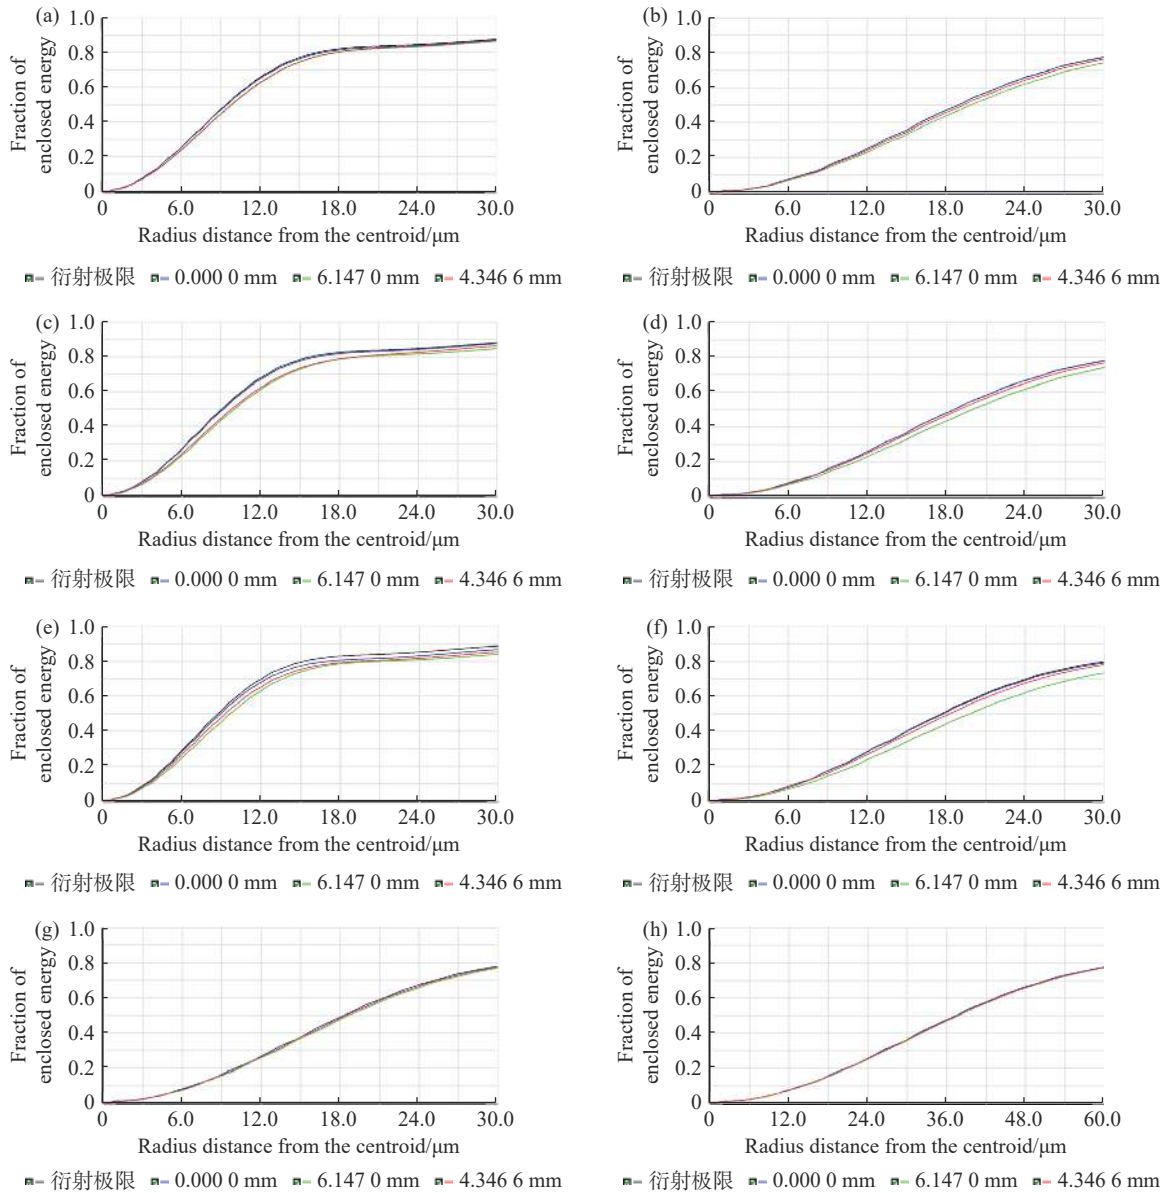 (a)
1.0
0.8
0.6
0.4
0.2
0
Fraction of
enclosed energy
0 6.0 12.0 18.0 24.0 30.0
Radius distance from the centroid/μm
衍射极限 0.000 0 mm 6.147 0 mm 4.346 6 mm
(b)
1.0
0.8
0.6
0.4
0.2
0
Fraction of
enclosed energy
0 6.0 12.0 18.0 24.0 30.0
Radius distance from the centroid/μm
衍射极限 0.000 0 mm 6.147 0 mm 4.346 6 mm
(c)
1.0
0.8
0.6
0.4
0.2
0
Fraction of
enclosed energy
0 6.0 12.0 18.0 24.0 30.0
Radius distance from the centroid/μm
衍射极限 0.000 0 mm 6.147 0 mm 4.346 6 mm
(d)
1.0
0.8
0.6
0.4
0.2
0
Fraction of
enclosed energy
0 6.0 12.0 18.0 24.0 30.0
Radius distance from the centroid/μm
衍射极限 0.000 0 mm 6.147 0 mm 4.346 6 mm
(e)
1.0
0.8
0.6
0.4
0.2
0
Fraction of
enclosed energy
0 6.0 12.0 18.0 24.0 30.0
Radius distance from the centroid/μm
衍射极限 0.000 0 mm 6.147 0 mm 4.346 6 mm
(f)
1.0
0.8
0.6
0.4
0.2
0
Fraction of
enclosed energy
0 6.0 12.0 18.0 24.0 30.0
Radius distance from the centroid/μm
衍射极限 0.000 0 mm 6.147 0 mm 4.346 6 mm
(g)
1.0
0.8
0.6
0.4
0.2
0
Fraction of
enclosed energy
0 6.0 12.0 18.0 24.0 30.0
Radius distance from the centroid/μm
衍射极限 0.000 0 mm 6.147 0 mm 4.346 6 mm
(h)
1.0
0.8
0.6
0.4
0.2
0
Fraction of
enclosed energy
0 12.0 24.0 36.0 48.0 60.0
Radius distance from the centroid/μm
衍射极限 0.000 0 mm 6.147 0 mm 4.346 6 mm